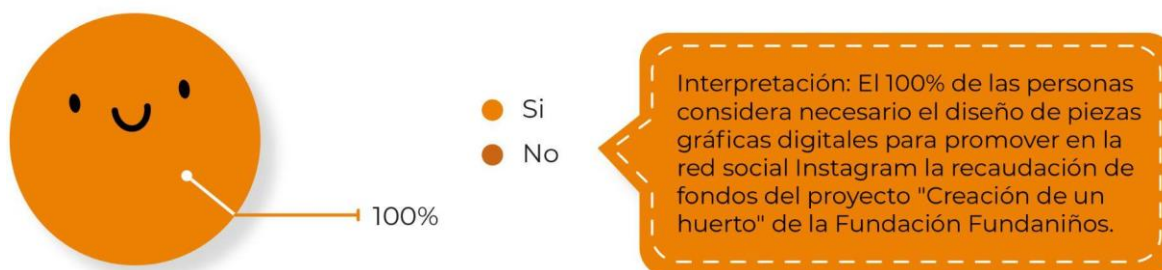 100%
Si
No
Interpretación: El 100% de las personas
considera necesario el diseño de piezas
gráficas digitales para promover en la
red social Instagram la recaudación de
fondos del proyecto "Creación de un
huerto" de la Fundación Fundaniños.